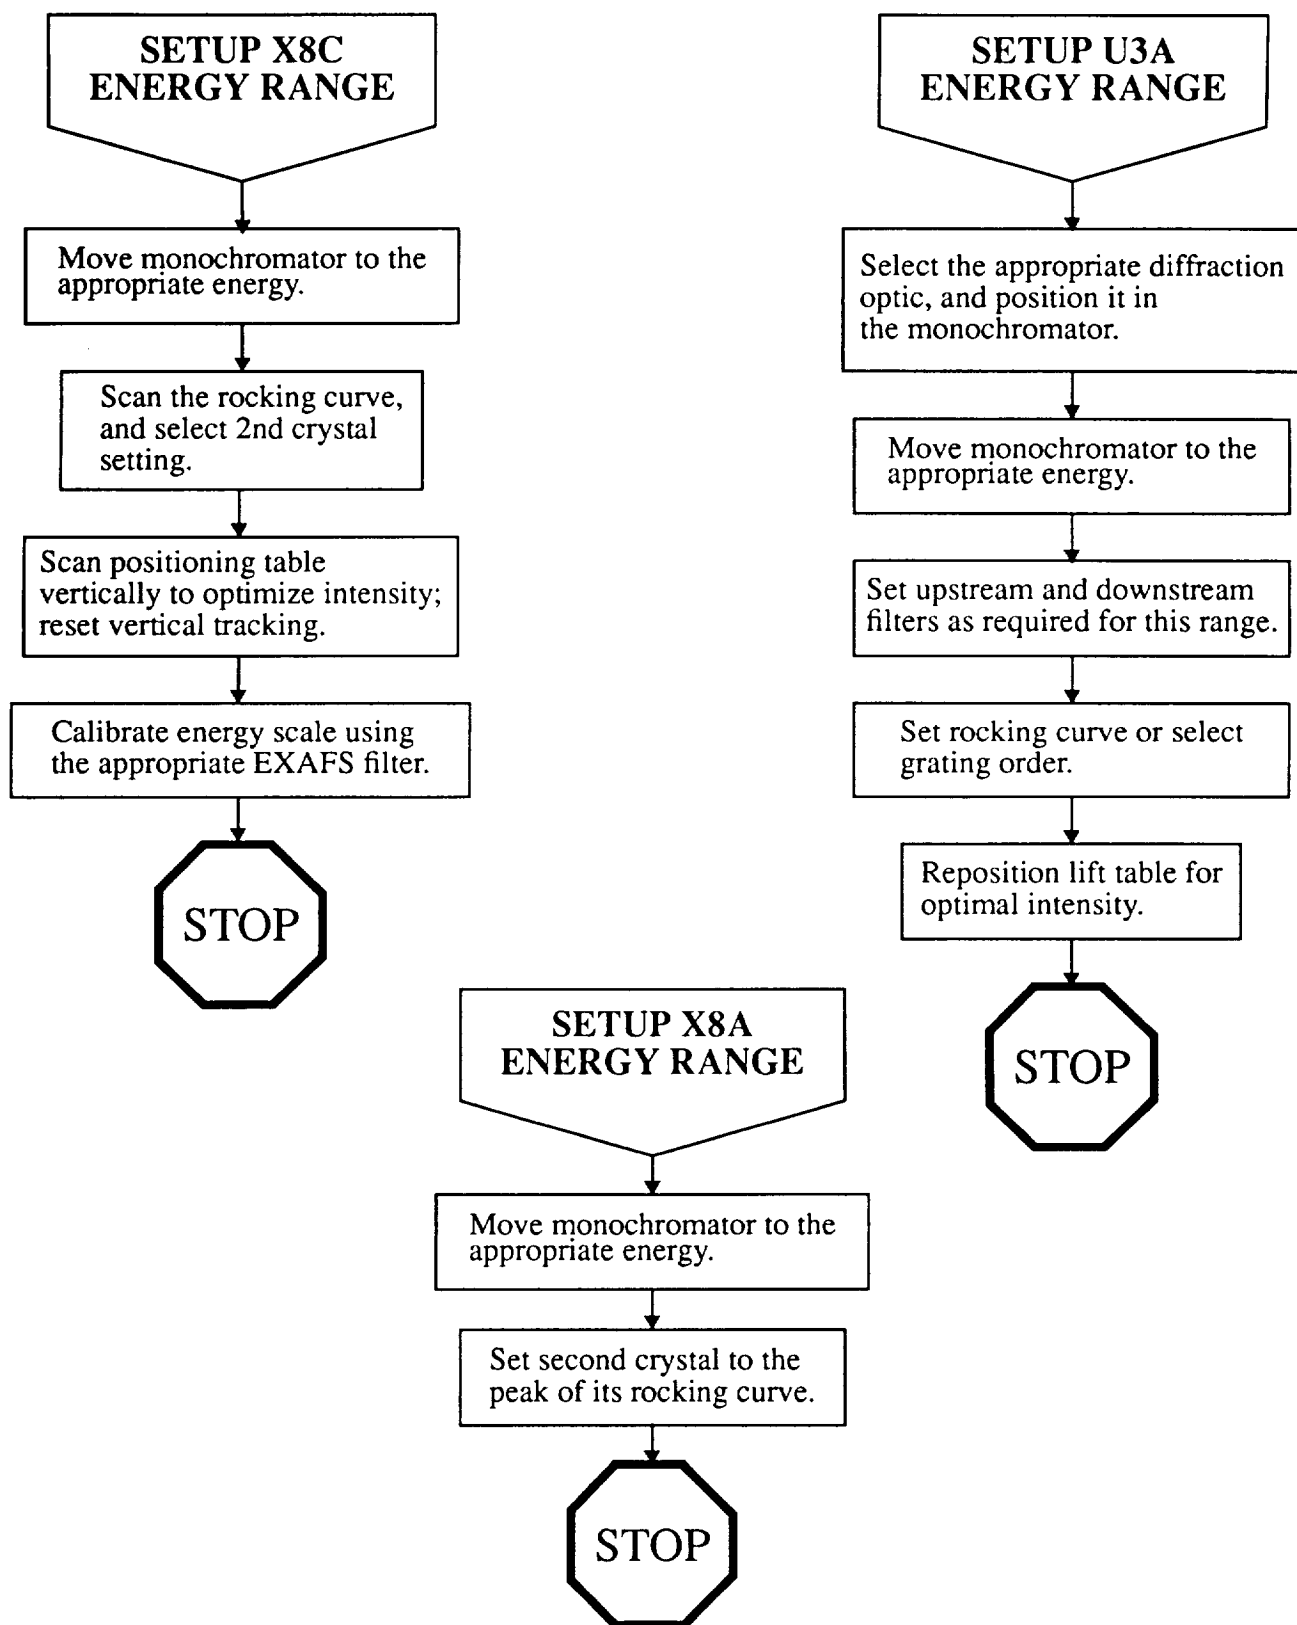 SETUP X8C
ENERGY RANGE
Move monochromator to the
appropriate energy.
Scan the rocking curve,
and select 2nd crystal
setting.
Scan positioning table
vertically to optimize intensity;
reset vertical tracking.
Calibrate energy scale using
the appropriate EXAFS filter.
STOP
SETUP U3A
ENERGY RANGE
Select the appropriate diffraction
optic, and position it in
the monochromator.
Move monochromator to the
appropriate energy.
Set upstream and downstream
filters as required for this range.
Set rocking curve or select
grating order.
Reposition lift table for
optimal intensity.
STOP
SETUP X8A
ENERGY RANGE
Move monochromator to the
appropriate energy.
Set second crystal to the
peak of its rocking curve.
STOP